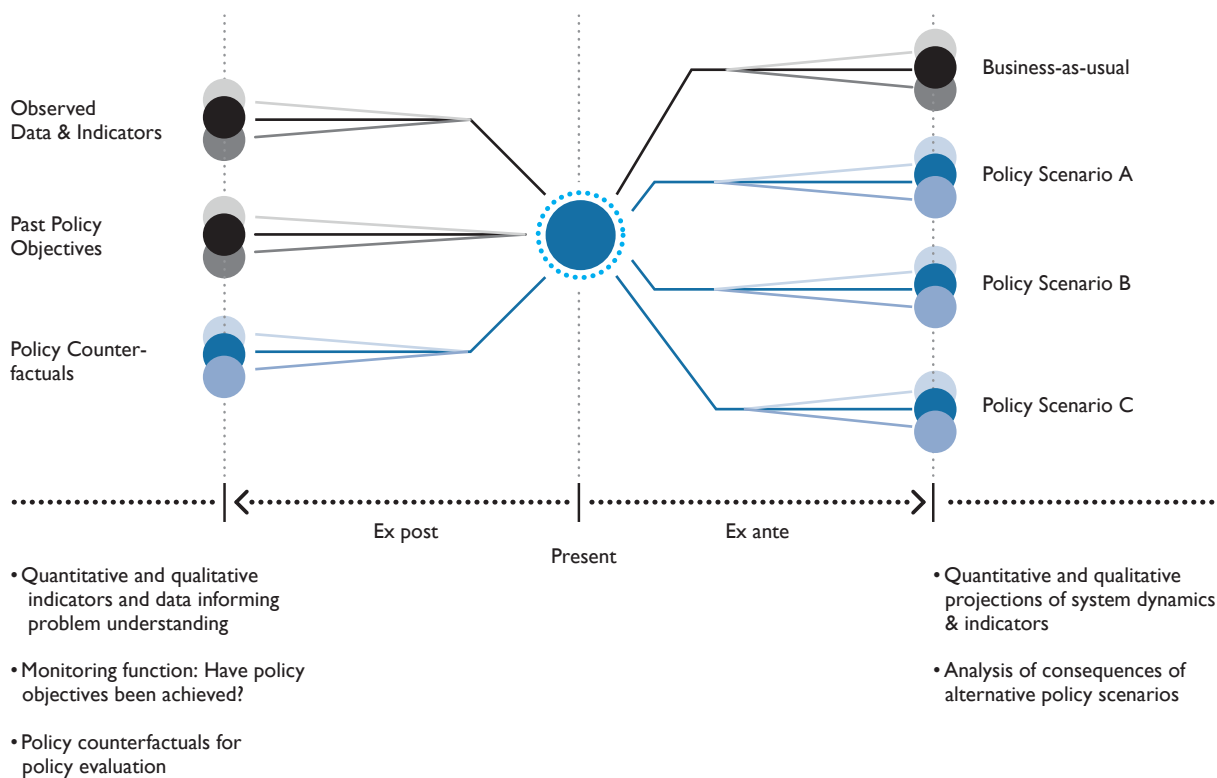 Observed
Data & Indicators
Past Policy
Objectives
Policy Counter-
factuals
Business-as-usual
Policy Scenario A
Policy Scenario B
Policy Scenario C
Ex post
Present
Ex ante
• Quantitative and qualitative
indicators and data informing
problem understanding
• Monitoring function: Have policy
objectives been achieved?
• Policy counterfactuals for
policy evaluation
• Quantitative and qualitative
projections of system dynamics
& indicators
• Analysis of consequences of
alternative policy scenarios